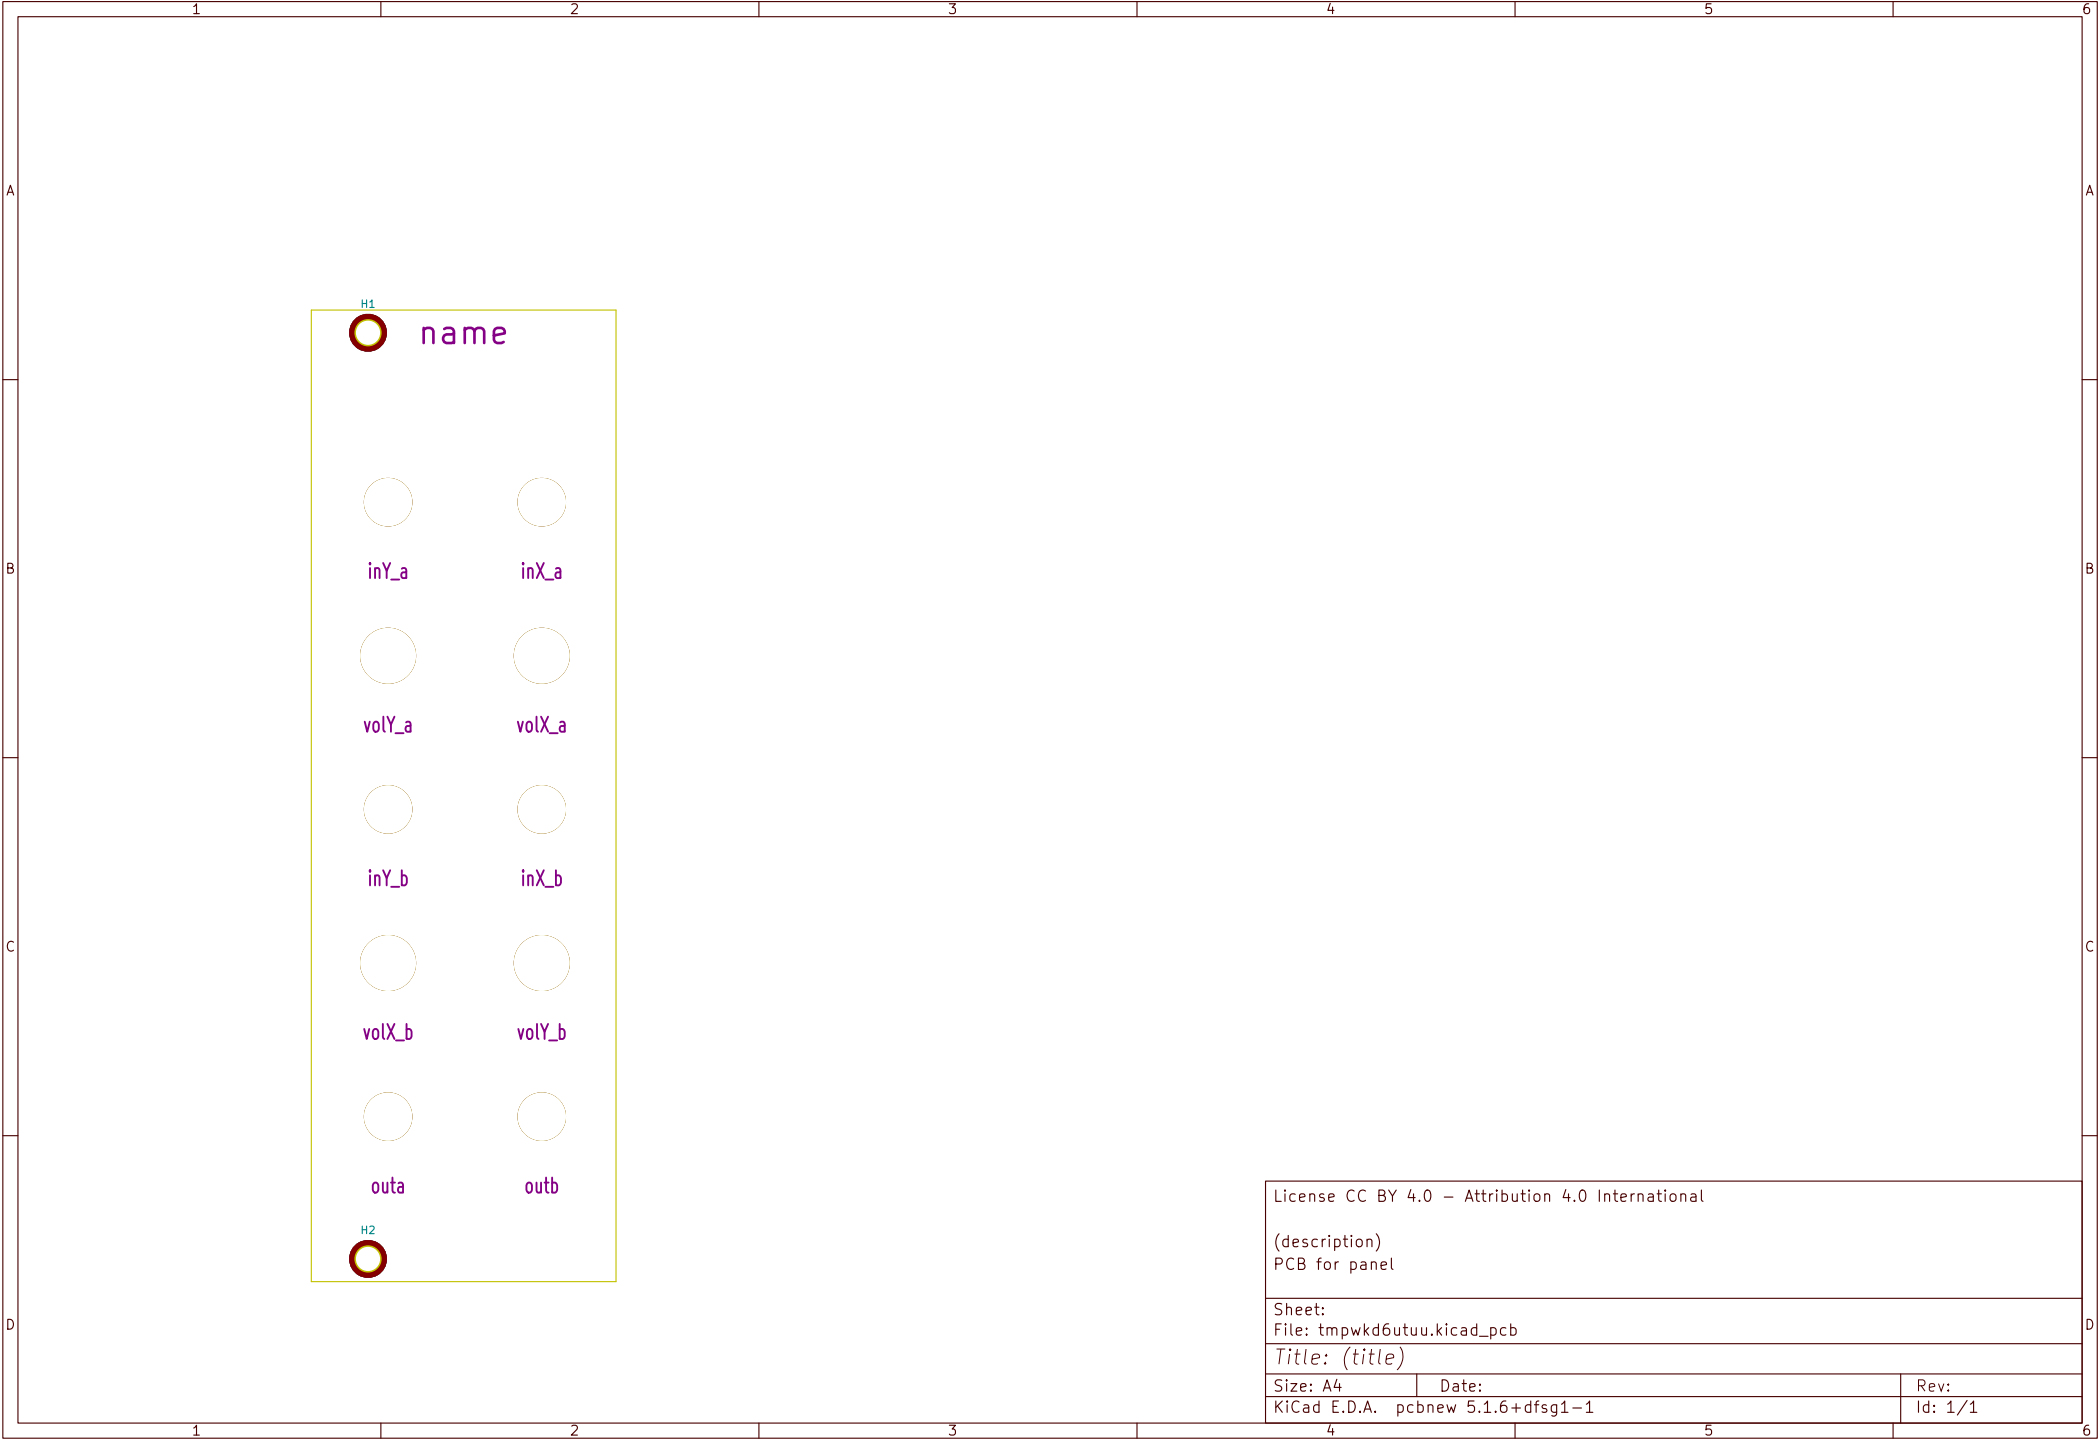 1 2 3 4 5 6
A A
H1
name
inY_a inX_a
B B
volY_a volX_a
inY_b inX_b
C C
volX_b volY_b
outa outb
H2
License CC BY 4.0 – Attribution 4.0 International
(description)
PCB for panel
Sheet:
File: tmpwkd6utuu.kicad_pcb
D D
Title: (title)
Size: A4 Date: Rev:
KiCad E.D.A. pcbnew 5.1.6+dfsg1-1 Id: 1/1
1 2 3 4 5 6